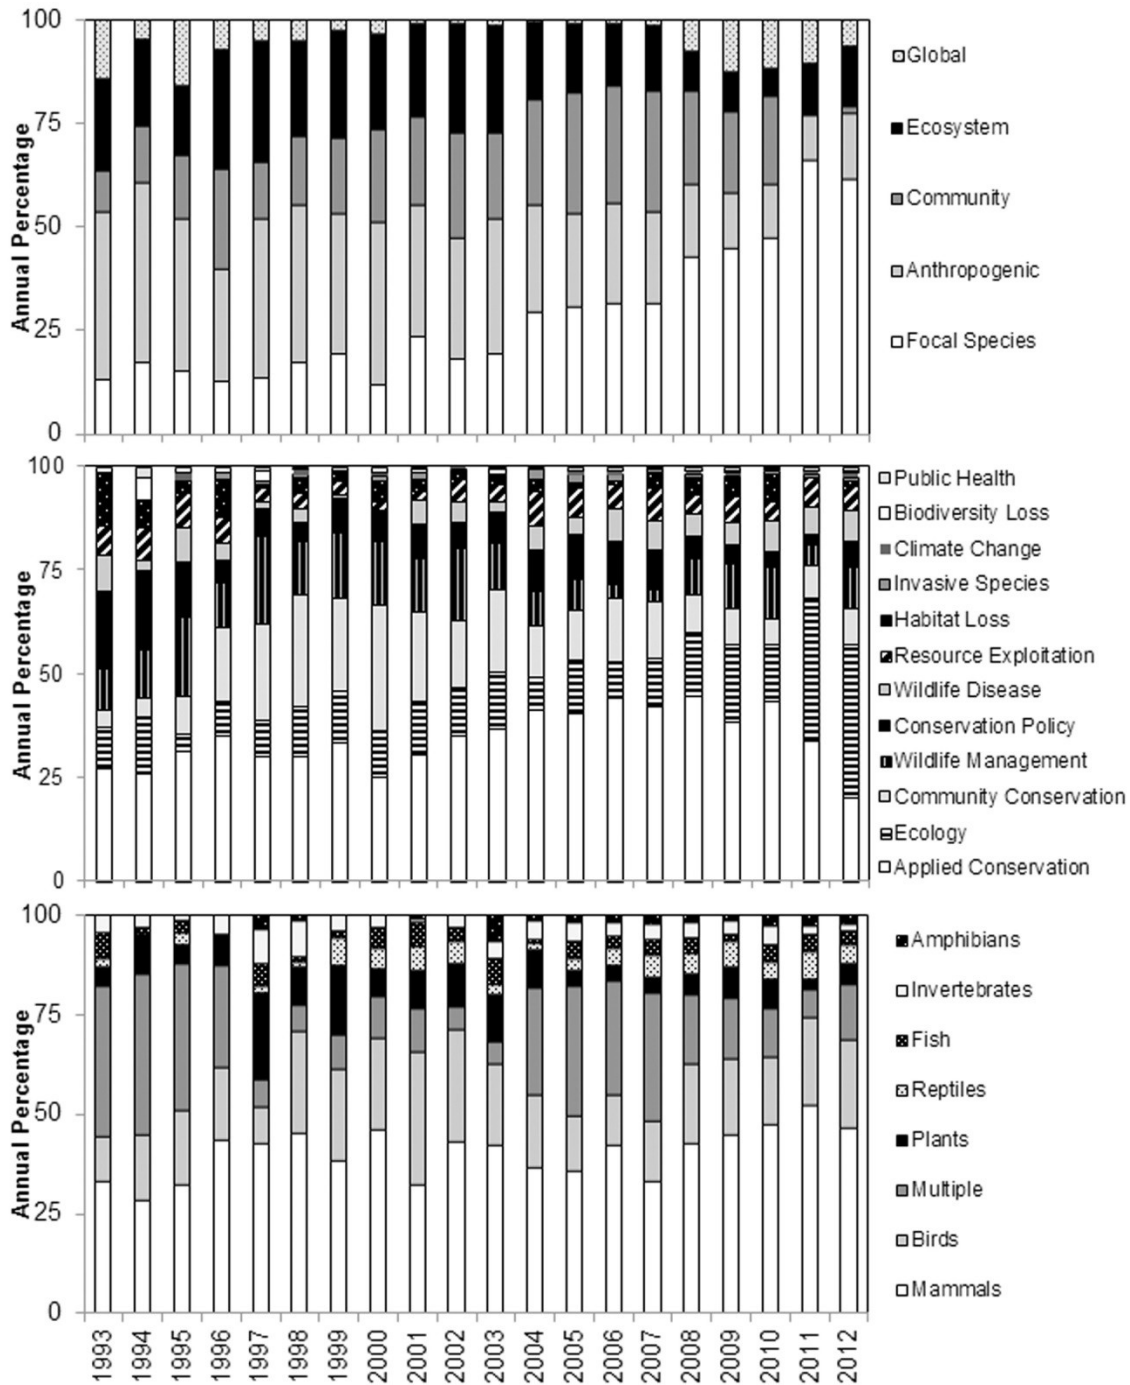 Annual Percentage
100
75
50
25
0
Global
Ecosystem
Community
Anthropogenic
Focal Species
Annual Percentage
100
75
50
25
0
Public Health
Biodiversity Loss
Climate Change
Invasive Species
Habitat Loss
Resource Exploitation
Wildlife Disease
Conservation Policy
Wildlife Management
Community Conservation
Ecology
Applied Conservation
Annual Percentage
100
75
50
25
0
Amphibians
Invertebrates
Fish
Reptiles
Plants
Multiple
Birds
Mammals
1993 1994 1995 1996 1997 1998 1999 2000 2001 2002 2003 2004 2005 2006 2007 2008 2009 2010 2011 2012